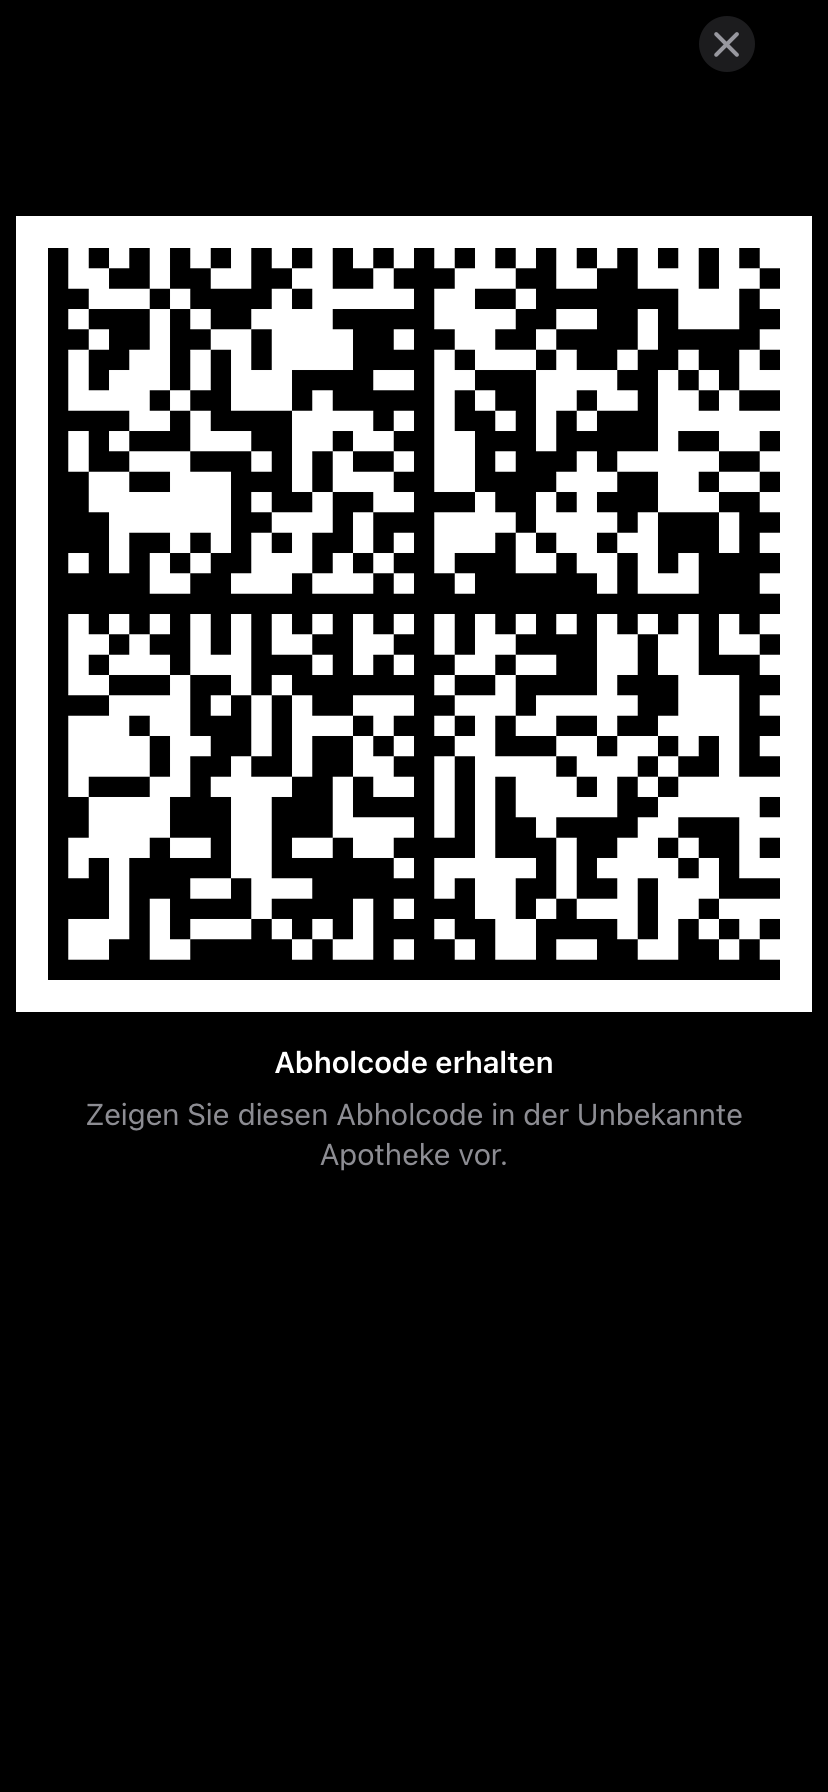 Abholcode erhalten
Zeigen Sie diesen Abholcode in der Unbekannte
Apotheke vor.